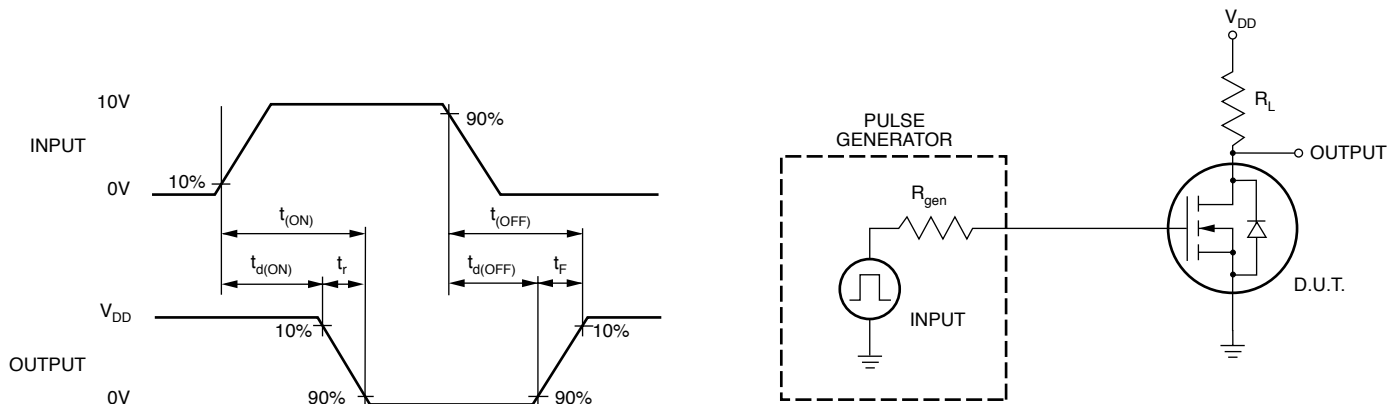 10V
INPUT
0V
10%
90%
t(ON)
t(OFF)
td(ON)
tr
td(OFF)
tF
VDD
OUTPUT
0V
10%
90%
90%
10%
PULSE
GENERATOR
Rgen
INPUT
VDD
RL
OUTPUT
D.U.T.